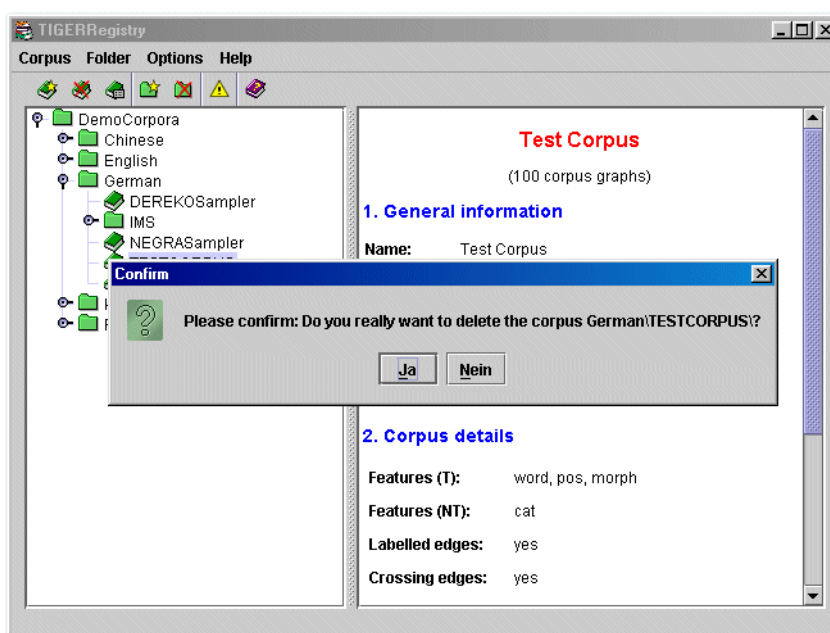 TIGERRegistry
Corpus Folder Options Help
DemoCorpora
Chinese
English
German
DEREKOSampler
IMS
NEGRASampler
Test Corpus
(100 corpus graphs)
1. General information
Name: Test Corpus
Confirm
Please confirm: Do you really want to delete the corpus German\TESTCORPUS\?
Ja Nein
2. Corpus details
Features (T): word, pos, morph
Features (NT): cat
Labelled edges: yes
Crossing edges: yes